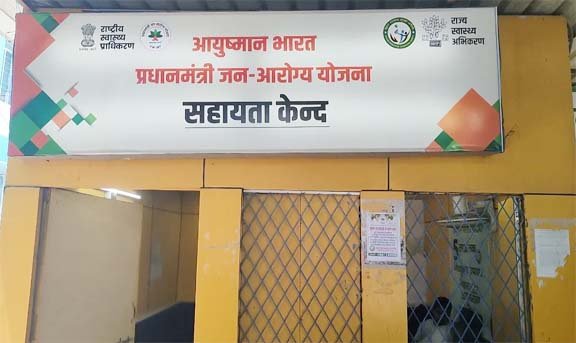 राष्ट्रीय
स्वास्थ्य
प्राधिकरण
आयुष्मान भारत
प्रधानमंत्री जन-आरोग्य योजना
सहायता केन्द
राज्य
स्वास्थ्य
अभिकरण